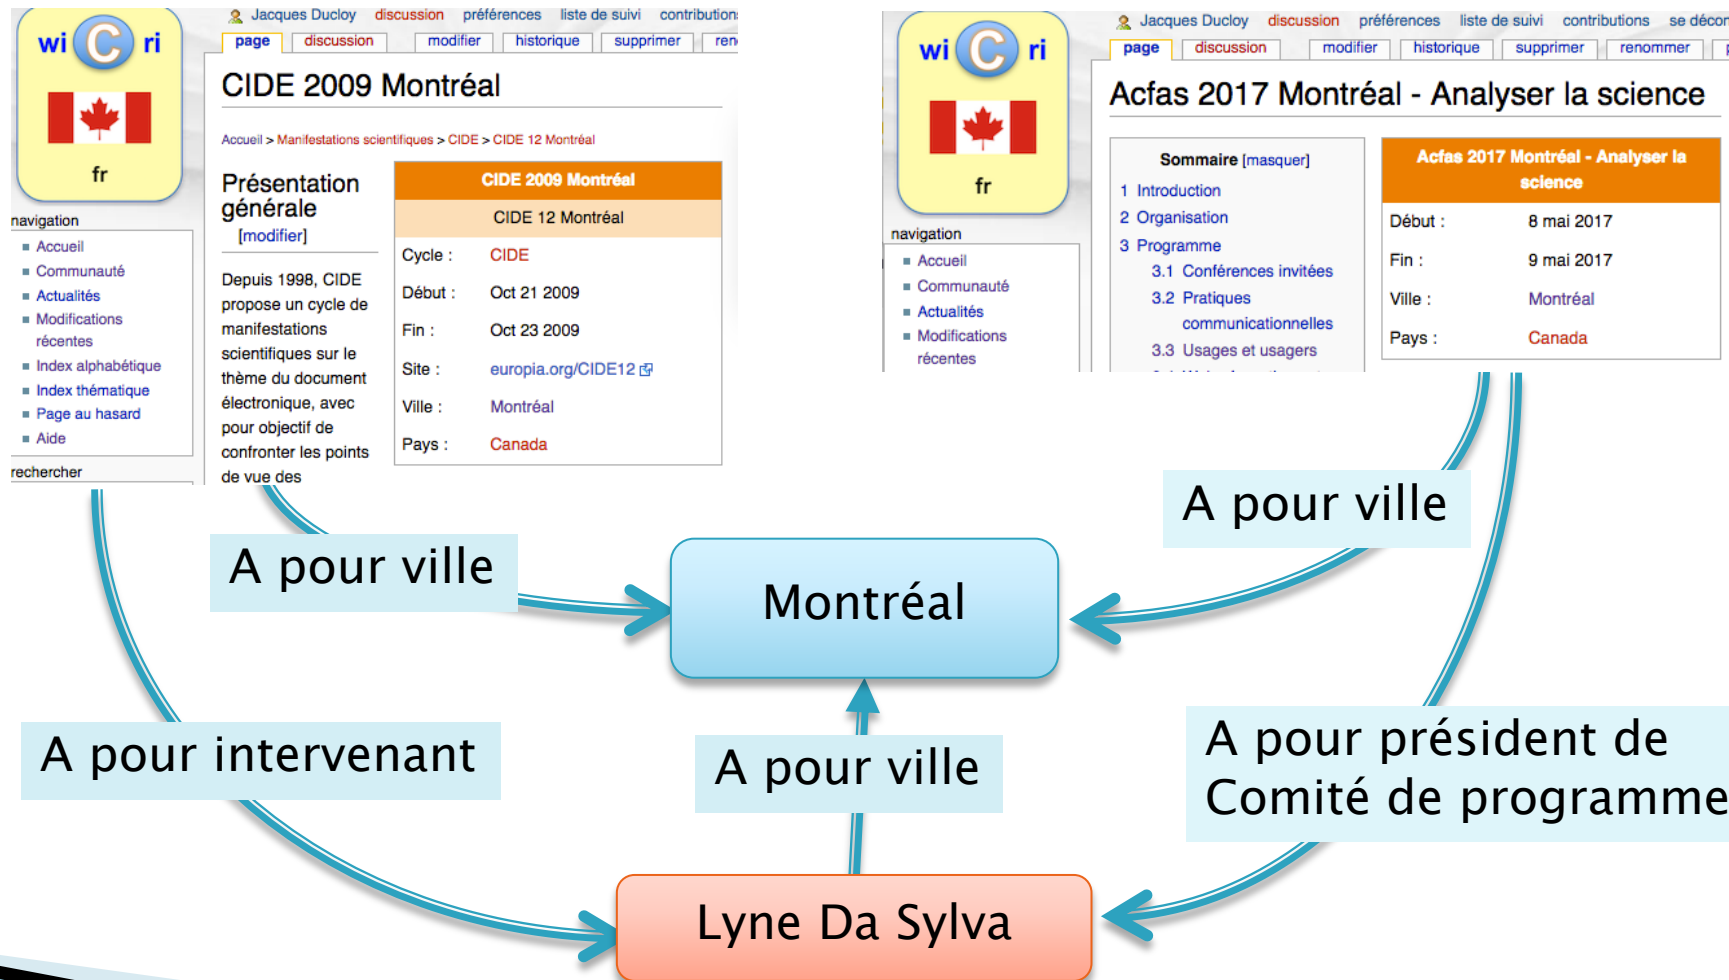 Jacques Ducloy discussion préférences liste de suivi contributions
page discussion modifier historique supprimer ren
wi C ri
fr
CIDE 2009 Montréal
Accueil > Manifestations scientifiques > CIDE > CIDE 12 Montréal
navigation
Accueil
Communauté
Actualités
Modifications
récentes
Index alphabétique
Index thématique
Page au hasard
Aide
rechercher
Présentation
générale
[modifier]
Depuis 1998, CIDE
propose un cycle de
manifestations
scientifiques sur le
thème du document
électronique, avec
pour objectif de
confronter les points
de vue des
CIDE 2009 Montréal
CIDE 12 Montréal
Cycle : CIDE
Début : Oct 21 2009
Fin : Oct 23 2009
Site : europia.org/CIDE12
Ville : Montréal
Pays : Canada
Jacques Ducloy discussion préférences liste de suivi contributions se décon
page discussion modifier historique supprimer renommer
wi C ri
fr
Acfas 2017 Montréal - Analyser la science
navigation
Accueil
Communauté
Actualités
Modifications
récentes
Sommaire [masquer]
1 Introduction
2 Organisation
3 Programme
3.1 Conférences invitées
3.2 Pratiques
communicationnelles
3.3 Usages et usagers
Acfas 2017 Montréal - Analyser la
science
Début : 8 mai 2017
Fin : 9 mai 2017
Ville : Montréal
Pays : Canada
A pour ville
A pour ville
Montréal
A pour intervenant
A pour ville
A pour président de
Comité de programme
Lyne Da Sylva